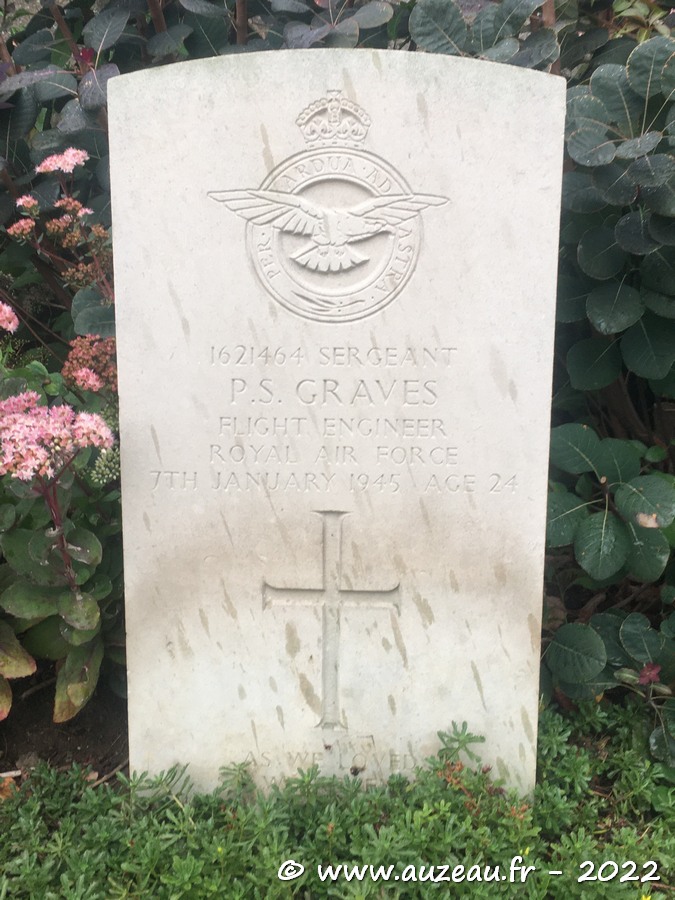 PER ARDUA AD ASTRA
1621464 SERGEANT
P.S. GRAVES
FLIGHT ENGINEER
ROYAL AIR FORCE
7TH JANUARY 1945 AGE 24
AS WE LOVED
© www.auzeau.fr - 2022